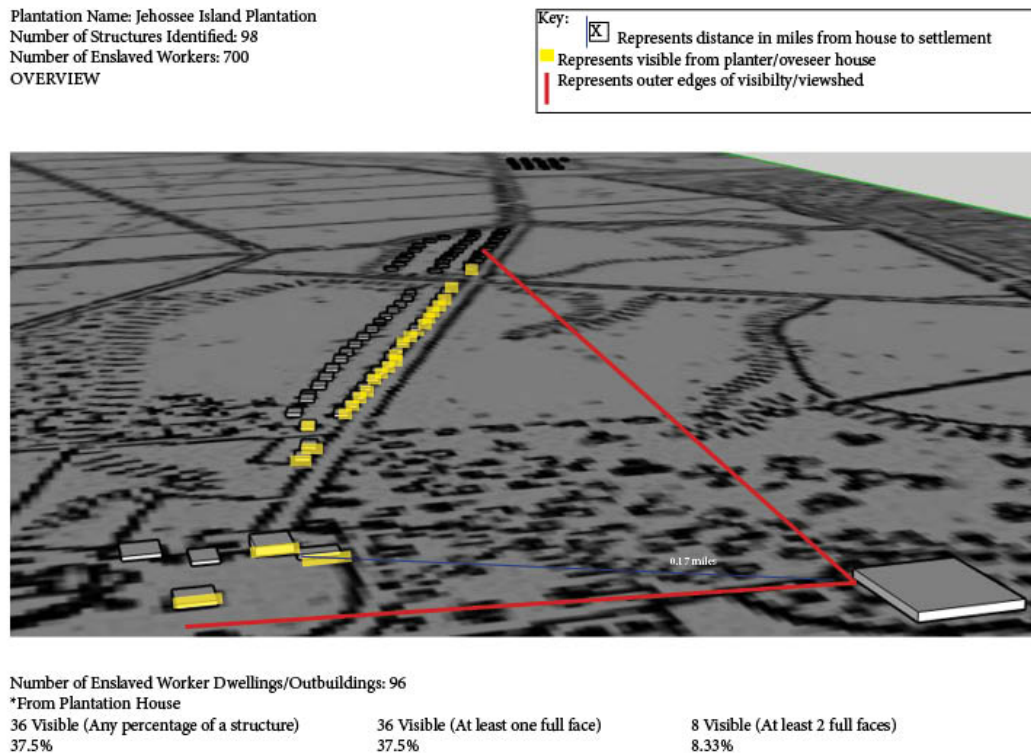 Plantation Name: Jehossee Island Plantation
Number of Structures Identified: 98
Number of Enslaved Workers: 700
OVERVIEW
Key:
X Represents distance in miles from house to settlement
Represents visible from planter/oveseer house
Represents outer edges of visibilty/viewshed
0.17 miles
Number of Enslaved Worker Dwellings/Outbuildings: 96
*From Plantation House
36 Visible (Any percentage of a structure) 36 Visible (At least one full face) 8 Visible (At least 2 full faces)
37.5% 37.5% 8.33%